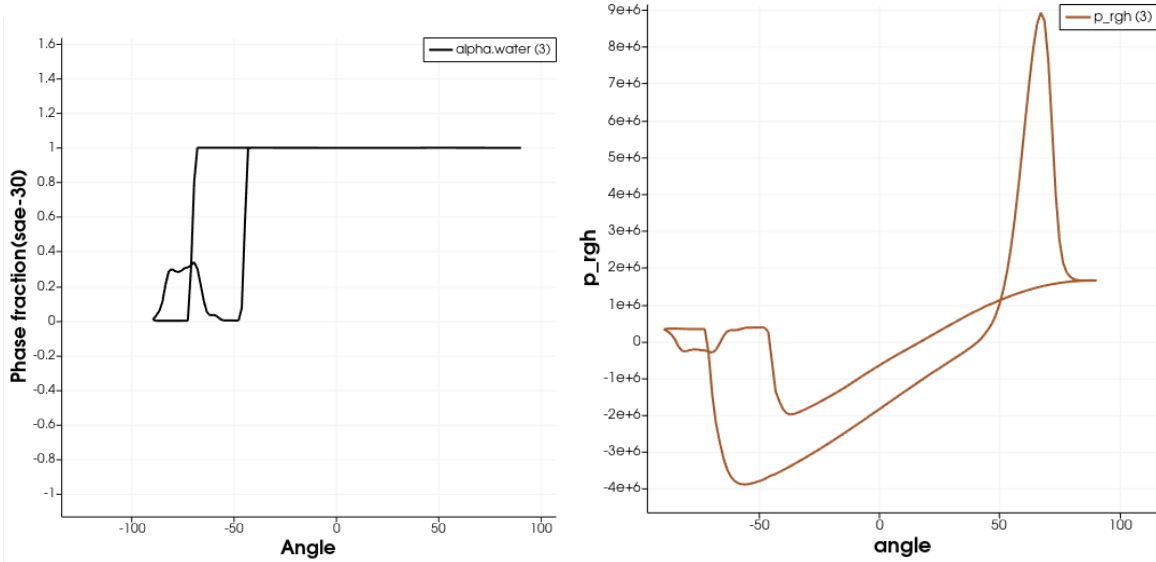 alpha.water (3)
1.6
1.4
1.2
1
0.8
0.6
0.4
0.2
0
-0.2
-0.4
-0.6
-0.8
-1
Phase fraction(sae-30)
-100
-50
0
50
100
Angle
p_rgh (3)
9e+6
8e+6
7e+6
6e+6
5e+6
4e+6
3e+6
2e+6
1e+6
0
-1e+6
-2e+6
-3e+6
-4e+6
p_rgh
-50
0
50
100
angle